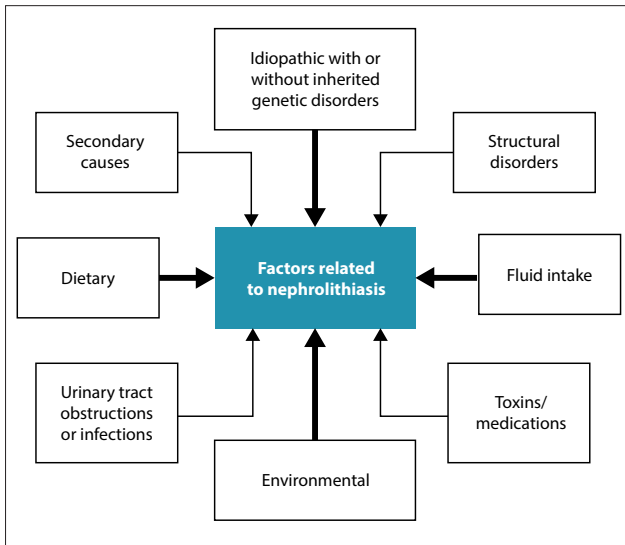 Idiopathic with or
without inherited
genetic disorders
Secondary
causes
Structural
disorders
Dietary
Factors related
to nephrolithiasis
Fluid intake
Urinary tract
obstructions
or infections
Toxins/
medications
Environmental